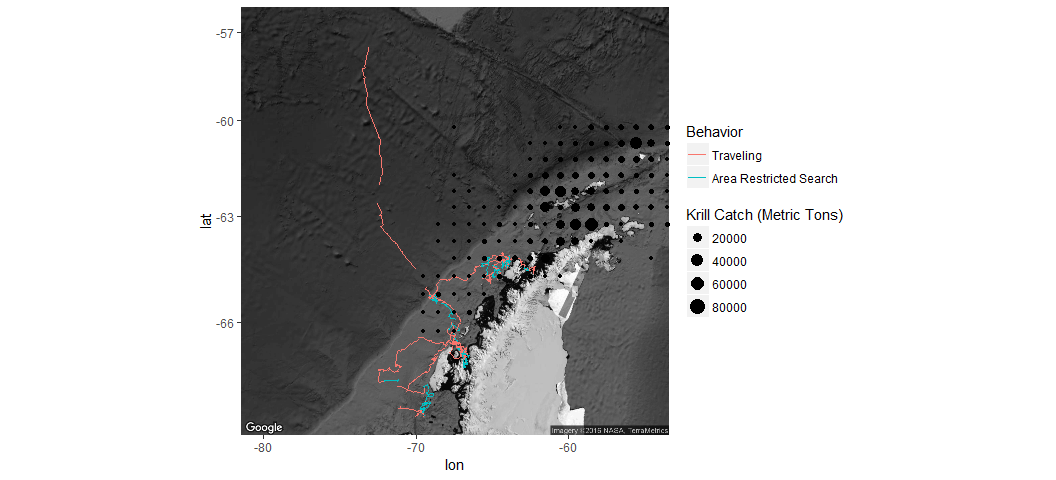 -57
-60
-63
-66
lat
-80
-70
-60
lon
Google
Imagery ©2016 NASA, TerraMetrics
Behavior
Traveling
Area Restricted Search
Krill Catch (Metric Tons)
20000
40000
60000
80000